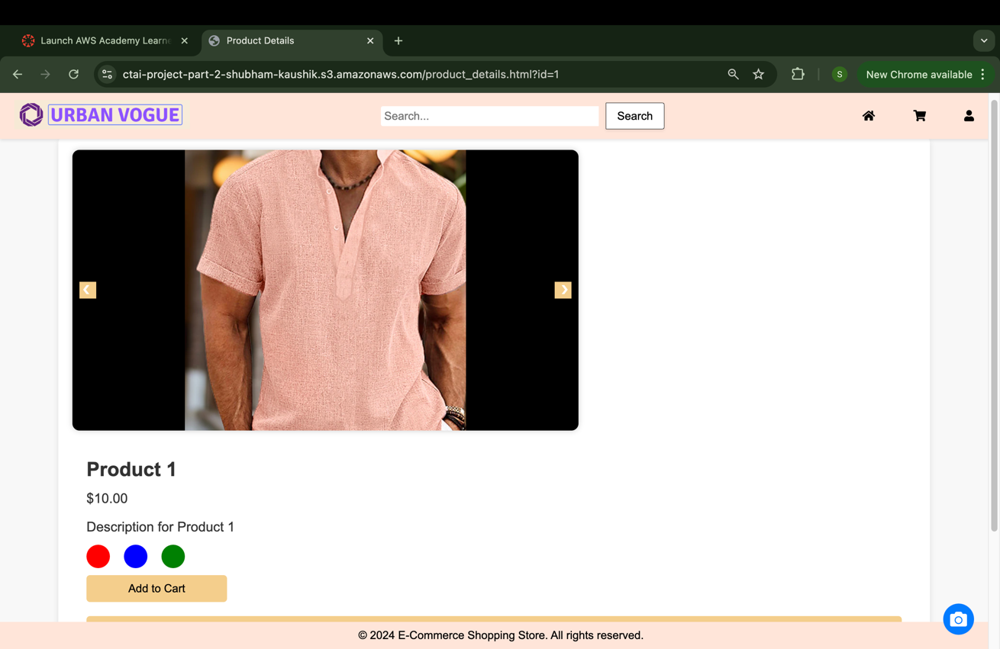 Launch AWS Academy Learne
Product Details
ctai-project-part-2-shubham-kaushik.s3.amazonaws.com/product_details.html?id=1
S
New Chrome available
URBAN VOGUE
Search...
Search
Product 1
$10.00
Description for Product 1
Add to Cart
© 2024 E-Commerce Shopping Store. All rights reserved.